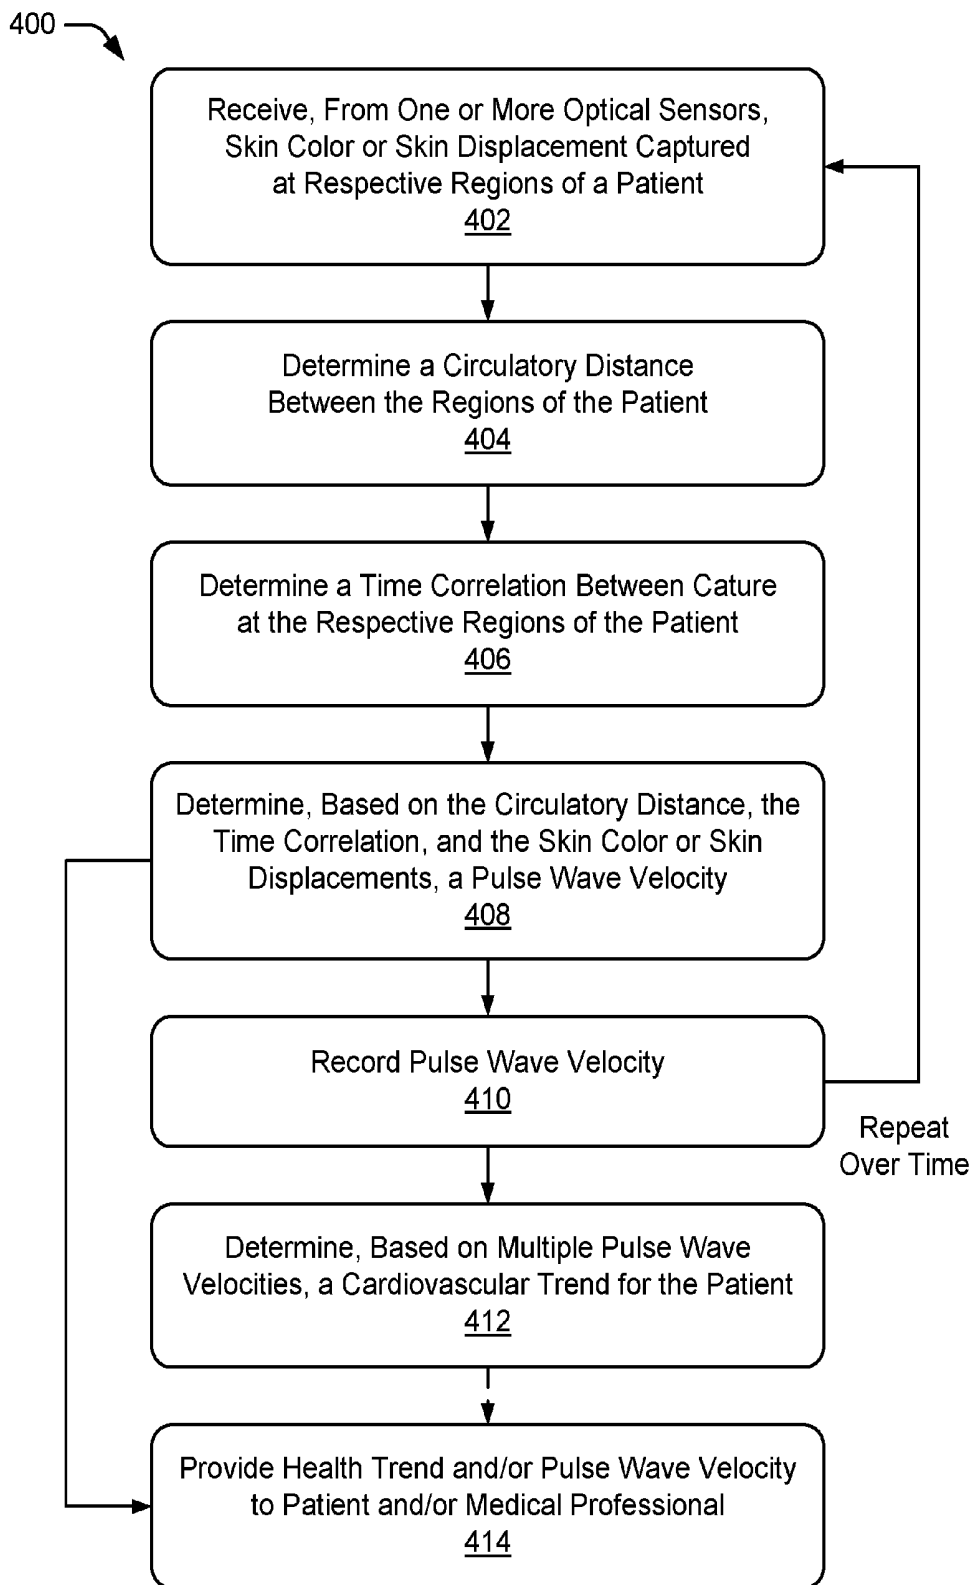 400
Receive, From One or More Optical Sensors,
Skin Color or Skin Displacement Captured
at Respective Regions of a Patient
402
Determine a Circulatory Distance
Between the Regions of the Patient
404
Determine a Time Correlation Between Cature
at the Respective Regions of the Patient
406
Determine, Based on the Circulatory Distance, the
Time Correlation, and the Skin Color or Skin
Displacements, a Pulse Wave Velocity
408
Record Pulse Wave Velocity
410
Repeat
Over Time
Determine, Based on Multiple Pulse Wave
Velocities, a Cardiovascular Trend for the Patient
412
Provide Health Trend and/or Pulse Wave Velocity
to Patient and/or Medical Professional
414